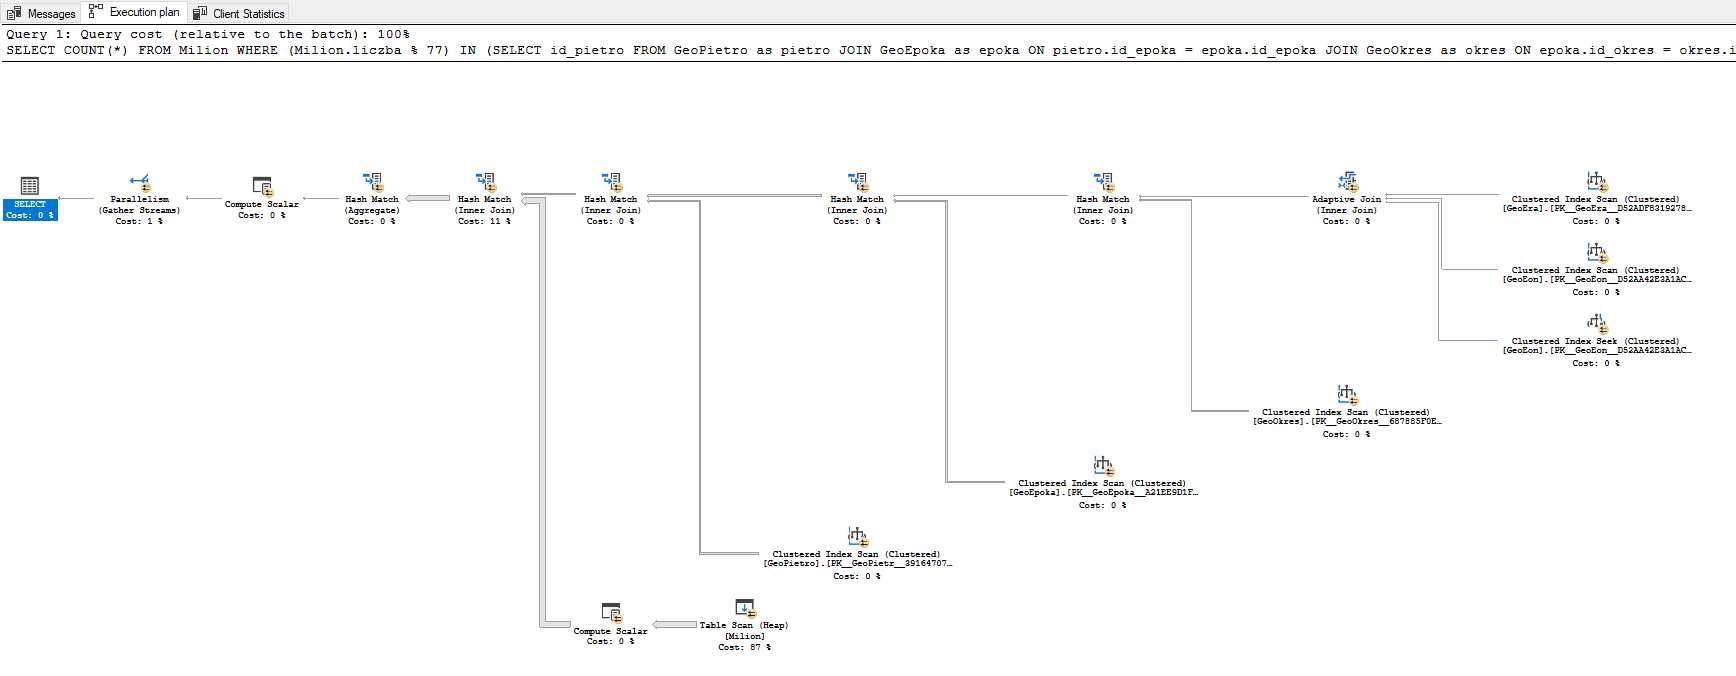 Messages Execution plan Client Statistics
Query 1: Query cost (relative to the batch): 100%
SELECT COUNT(*) FROM Milion WHERE (Milion.liczba % 77) IN (SELECT id_pietro FROM GeoPietro as pietro JOIN GeoEpoka as epoka ON pietro.id_epoka = epoka.id_epoka JOIN GeoOkres as okres ON epoka.id_okres = okres.i
SELECT
Cost: 0 %
Parallelism
(Gather Streams)
Cost: 1 %
Compute Scalar
Cost: 0 %
Hash Match
(Aggregate)
Cost: 0 %
Hash Match
(Inner Join)
Cost: 11 %
Hash Match
(Inner Join)
Cost: 0 %
Hash Match
(Inner Join)
Cost: 0 %
Hash Match
(Inner Join)
Cost: 0 %
Adaptive Join
(Inner Join)
Cost: 0 %
Clustered Index Scan (Clustered)
[GeoEra].[PK__GeoEra__D52ADF8319278…
Cost: 0 %
Clustered Index Scan (Clustered)
[GeoEon].[PK__GeoEon__D52AA42E3A1AC…
Cost: 0 %
Clustered Index Seek (Clustered)
[GeoEon].[PK__GeoEon__D52AA42E3A1AC…
Cost: 0 %
Clustered Index Scan (Clustered)
[GeoOkres].[PK__GeoOkres__687885F0E…
Cost: 0 %
Clustered Index Scan (Clustered)
[GeoEpoka].[PK__GeoEpoka__A21EE9D1F…
Cost: 0 %
Clustered Index Scan (Clustered)
[GeoPietro].[PK__GeoPietr__39164707…
Cost: 0 %
Compute Scalar
Cost: 0 %
Table Scan (Heap)
[Milion]
Cost: 87 %